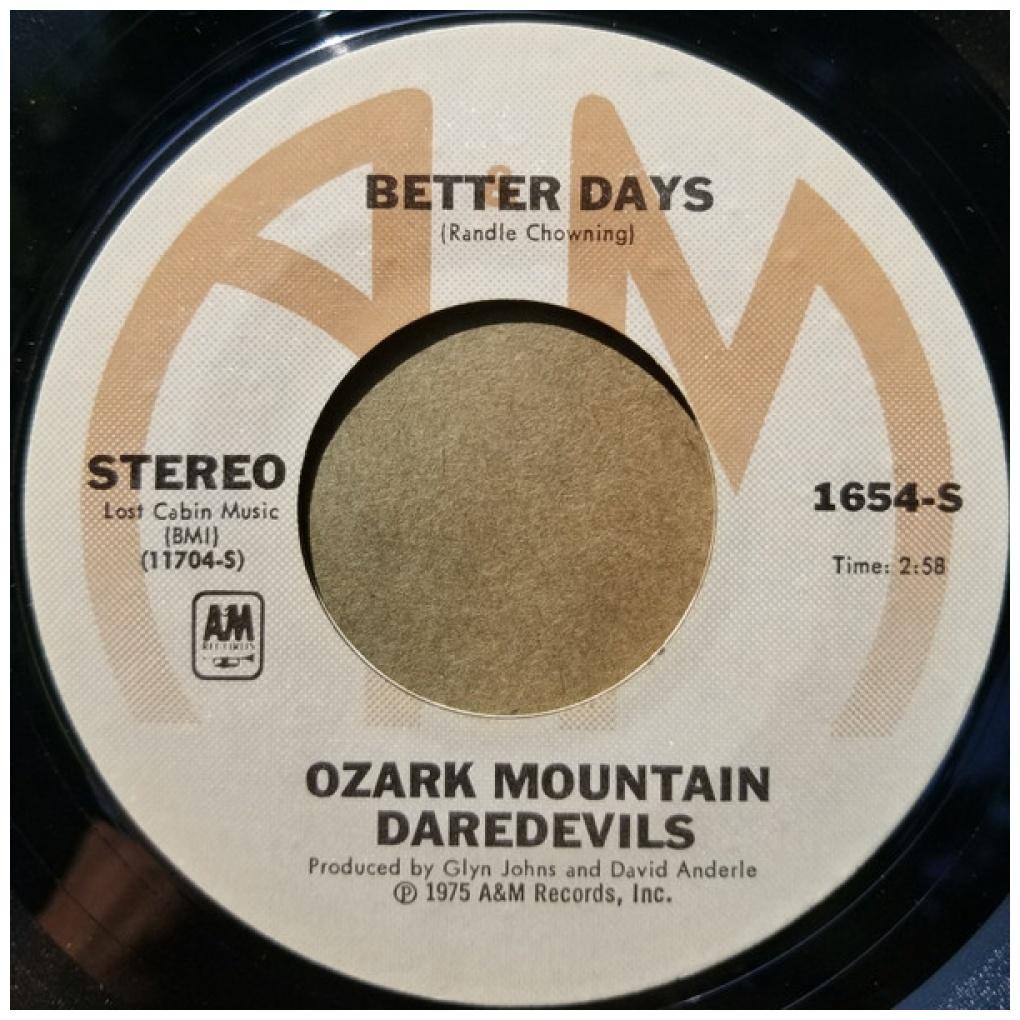 BETTER DAYS
(Randle Chowning)
STEREO
Lost Cabin Music
(BMI)
(11704-S)
A&M
RECORDS
1654-S
Time: 2:58
OZARK MOUNTAIN
DAREDEVILS
Produced by Glyn Johns and David Anderle
℗ 1975 A&M Records, Inc.